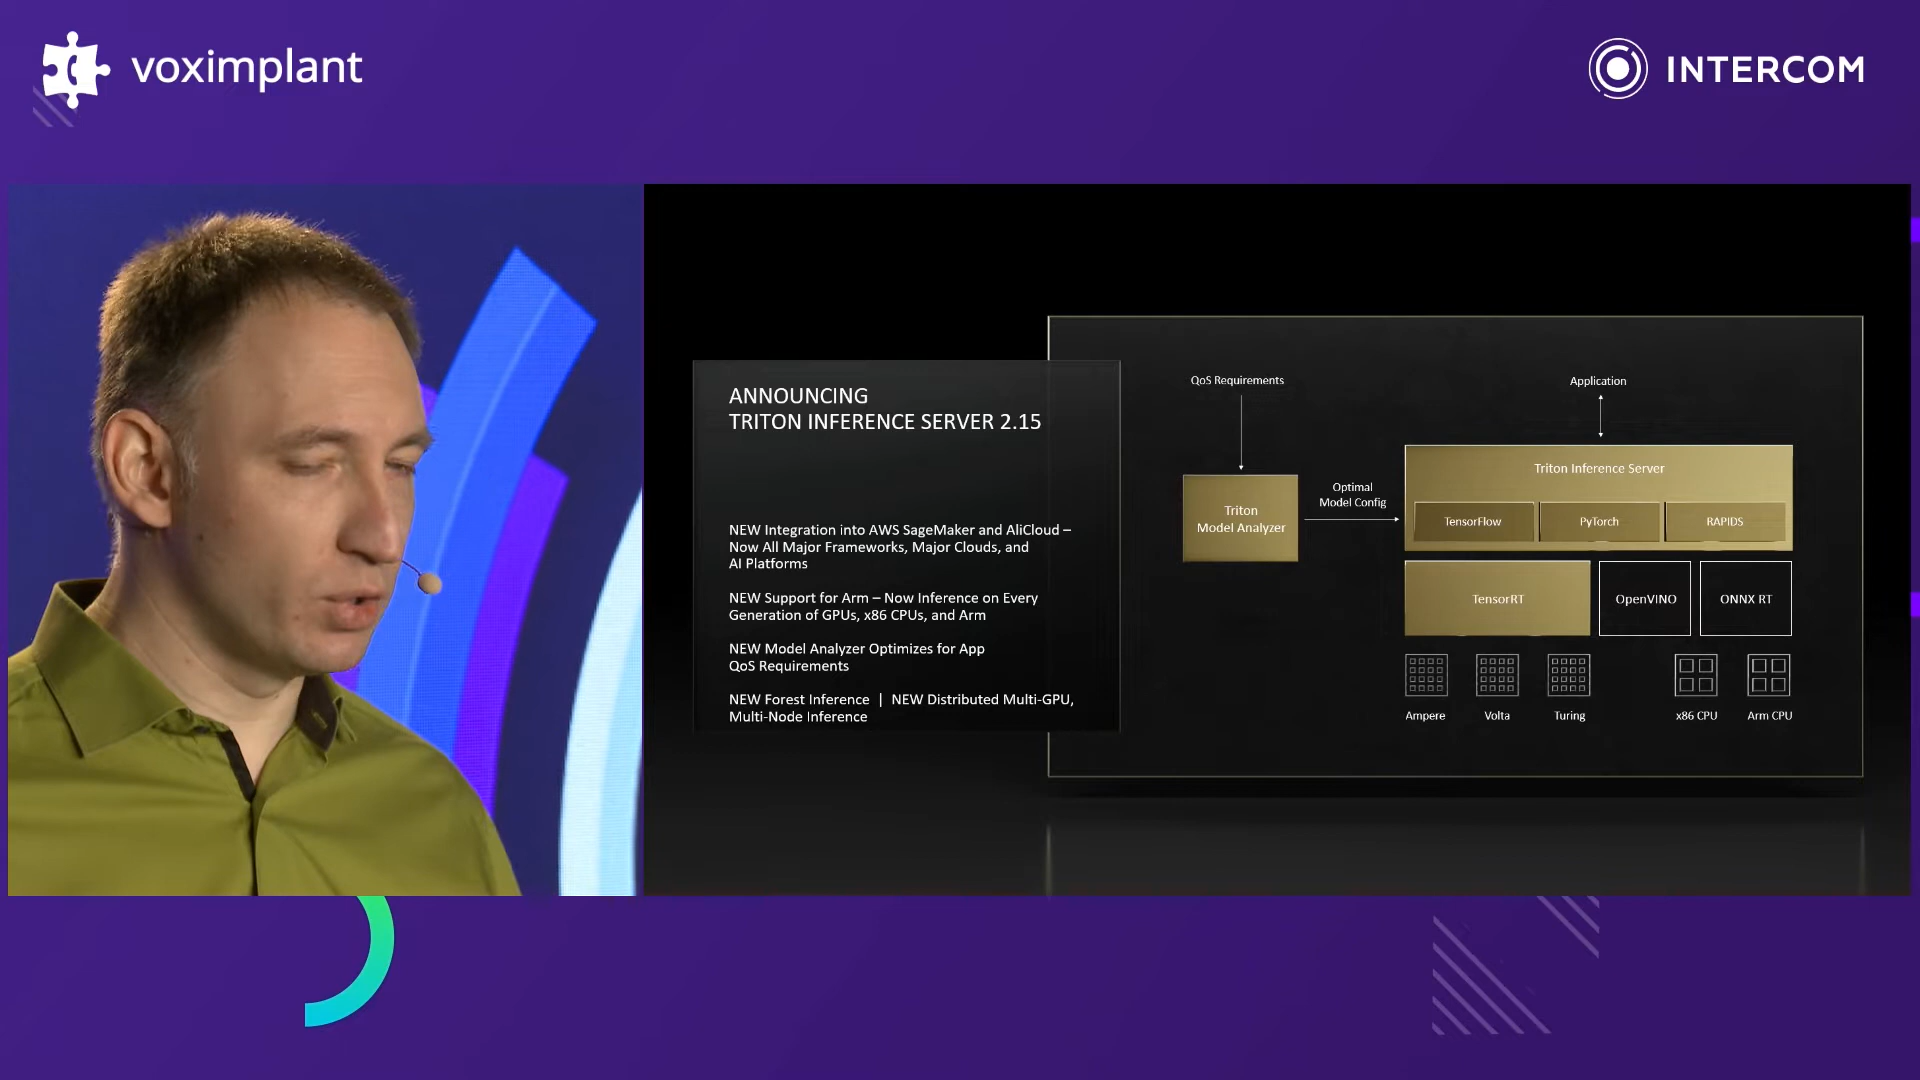 voximplant
INTERCOM
ANNOUNCING
TRITON INFERENCE SERVER 2.15
NEW Integration into AWS SageMaker and AliCloud –
Now All Major Frameworks, Major Clouds, and
AI Platforms
NEW Support for Arm – Now Inference on Every
Generation of GPUs, x86 CPUs, and Arm
NEW Model Analyzer Optimizes for App
QoS Requirements
NEW Forest Inference | NEW Distributed Multi-GPU,
Multi-Node Inference
QoS Requirements
Application
Triton
Model Analyzer
Optimal
Model Config
Triton Inference Server
TensorFlow
PyTorch
RAPIDS
TensorRT
OpenVINO
ONNX RT
Ampere
Volta
Turing
x86 CPU
Arm CPU